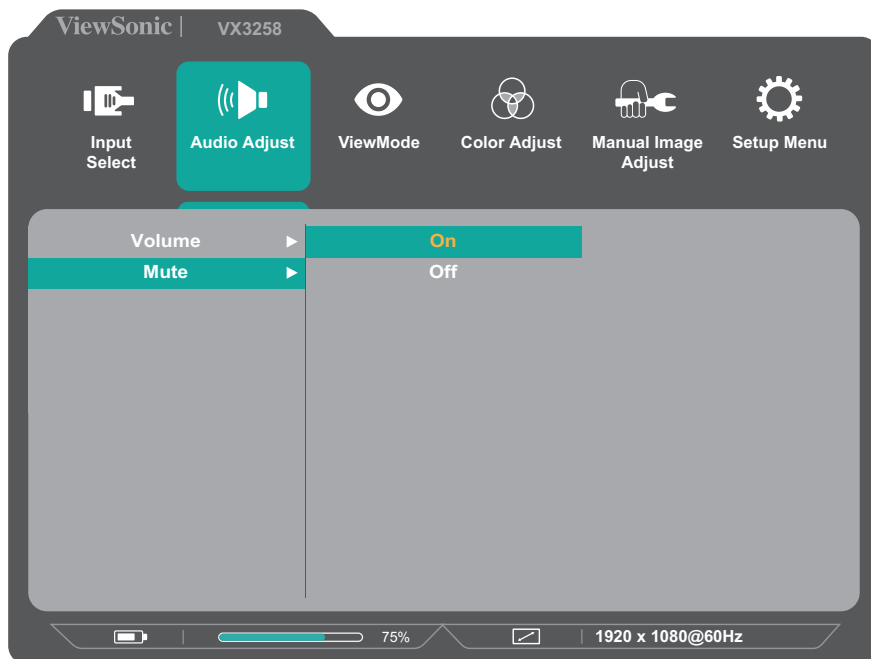 ViewSonic | VX3258
Input
Select
Audio Adjust
ViewMode
Color Adjust
Manual Image
Adjust
Setup Menu
Volume
On
Mute
Off
75%
1920 x 1080@60Hz